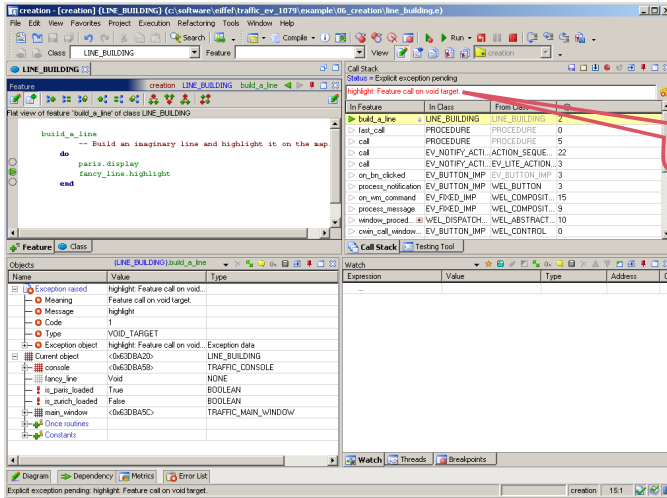 creation - [creation] {LINE_BUILDING} (c:\software\eiffel\traffic_ev_1079\example\06_creation\line_building.e)
File Edit View Favorites Project Execution Refactoring Tools Window Help
Search Compile Run
Class LINE_BUILDING Feature View creation
LINE_BUILDING
Feature creation LINE_BUILDING build_a_line
Flat view of feature 'build_a_line' of class LINE_BUILDING
build_a_line
-- Build an imaginary line and highlight it on the map.
do
paris.display
fancy_line.highlight
end
Feature Class
Call Stack
Status = Explicit exception pending
highlight: Feature call on void target.
In Feature In Class From Class @
build_a_line LINE_BUILDING LINE_BUILDING 2
fast_call PROCEDURE PROCEDURE 0
call PROCEDURE PROCEDURE 5
call EV_NOTIFY_ACTI... ACTION_SEQUE... 22
call EV_NOTIFY_ACTI... EV_LITE_ACTION... 3
on_bn_clicked EV_BUTTON_IMP EV_BUTTON_IMP 3
process_notification EV_BUTTON_IMP WEL_BUTTON 3
on_wm_command EV_FIXED_IMP WEL_COMPOSIT... 15
process_message EV_FIXED_IMP WEL_COMPOSIT... 9
window_proced... WEL_DISPATCH... WEL_ABSTRACT... 10
cwin_call_window... EV_BUTTON_IMP WEL_CONTROL 0
Call Stack Testing Tool
Objects {LINE_BUILDING}.build_a_line
Name Value Type
Exception raised highlight: Feature call on void...
Meaning Feature call on void target.
Message highlight
Code 1
Type VOID_TARGET
Exception object highlight: Feature call on void... Exception data
Current object <0x63DBA20> LINE_BUILDING
console <0x63DBA58> TRAFFIC_CONSOLE
fancy_line Void NONE
is_paris_loaded True BOOLEAN
is_zurich_loaded False BOOLEAN
main_window <0x63DBA5C> TRAFFIC_MAIN_WINDOW
Once routines
Constants
Watch
Expression Value Type Address
...
Watch Threads Breakpoints
Diagram Dependency Metrics Error List
Explicit exception pending: highlight: Feature call on void target. creation 15:1